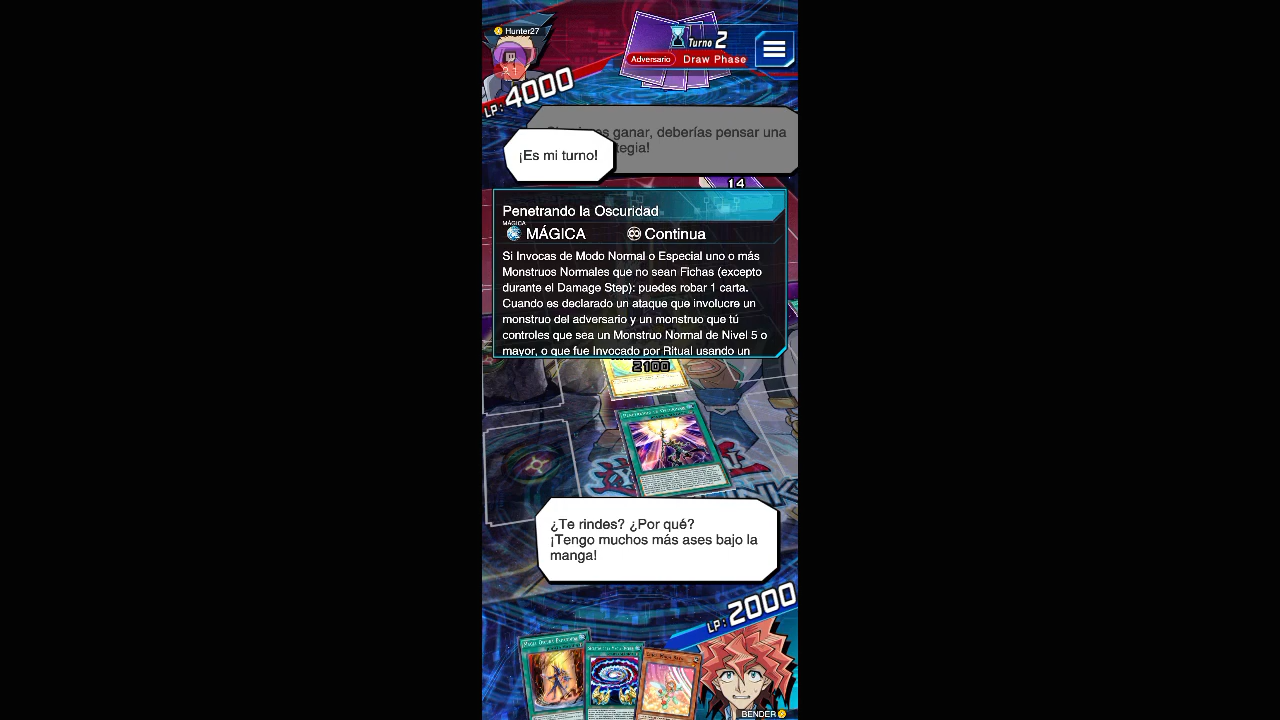 Hunter27
Turno 2
Adversario Draw Phase
LP: 4000
ganar, deberías pensar una
¡Es mi turno!
14
Penetrando la Oscuridad
MÁGICA
MÁGICA Continua
Si Invocas de Modo Normal o Especial uno o más
Monstruos Normales que no sean Fichas (excepto
durante el Damage Step): puedes robar 1 carta.
Cuando es declarado un ataque que involucre un
monstruo del adversario y un monstruo que tú
controles que sea un Monstruo Normal de Nivel 5 o
mayor, o que fue Invocado por Ritual usando un
2100
¿Te rindes? ¿Por qué?
¡Tengo muchos más ases bajo la
manga!
LP: 2000
BENDER